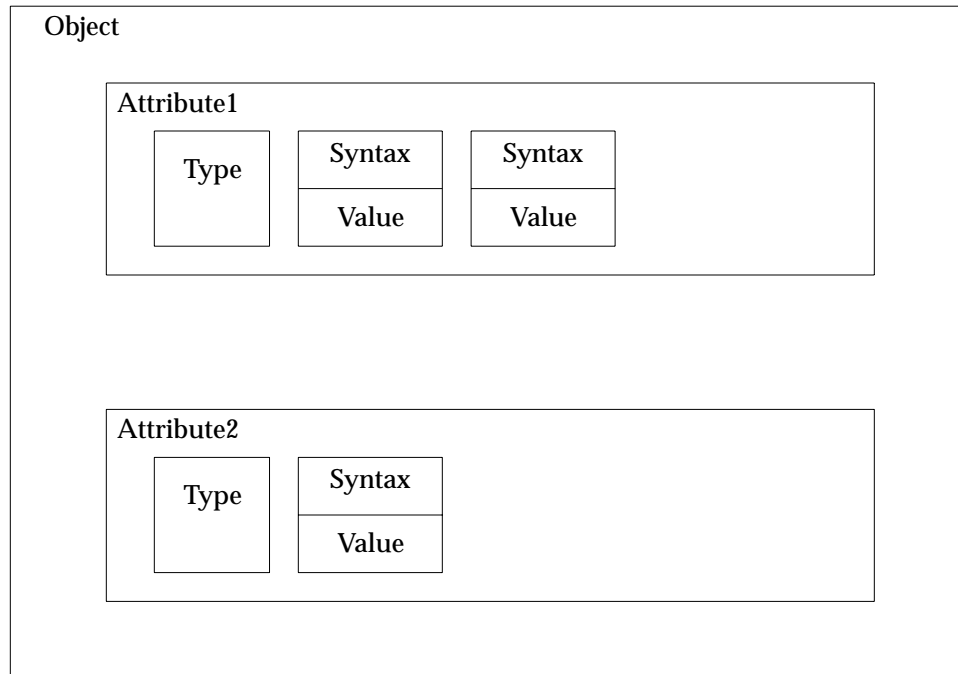 Object
Attribute1
Type
Syntax
Value
Syntax
Value
Attribute2
Type
Syntax
Value